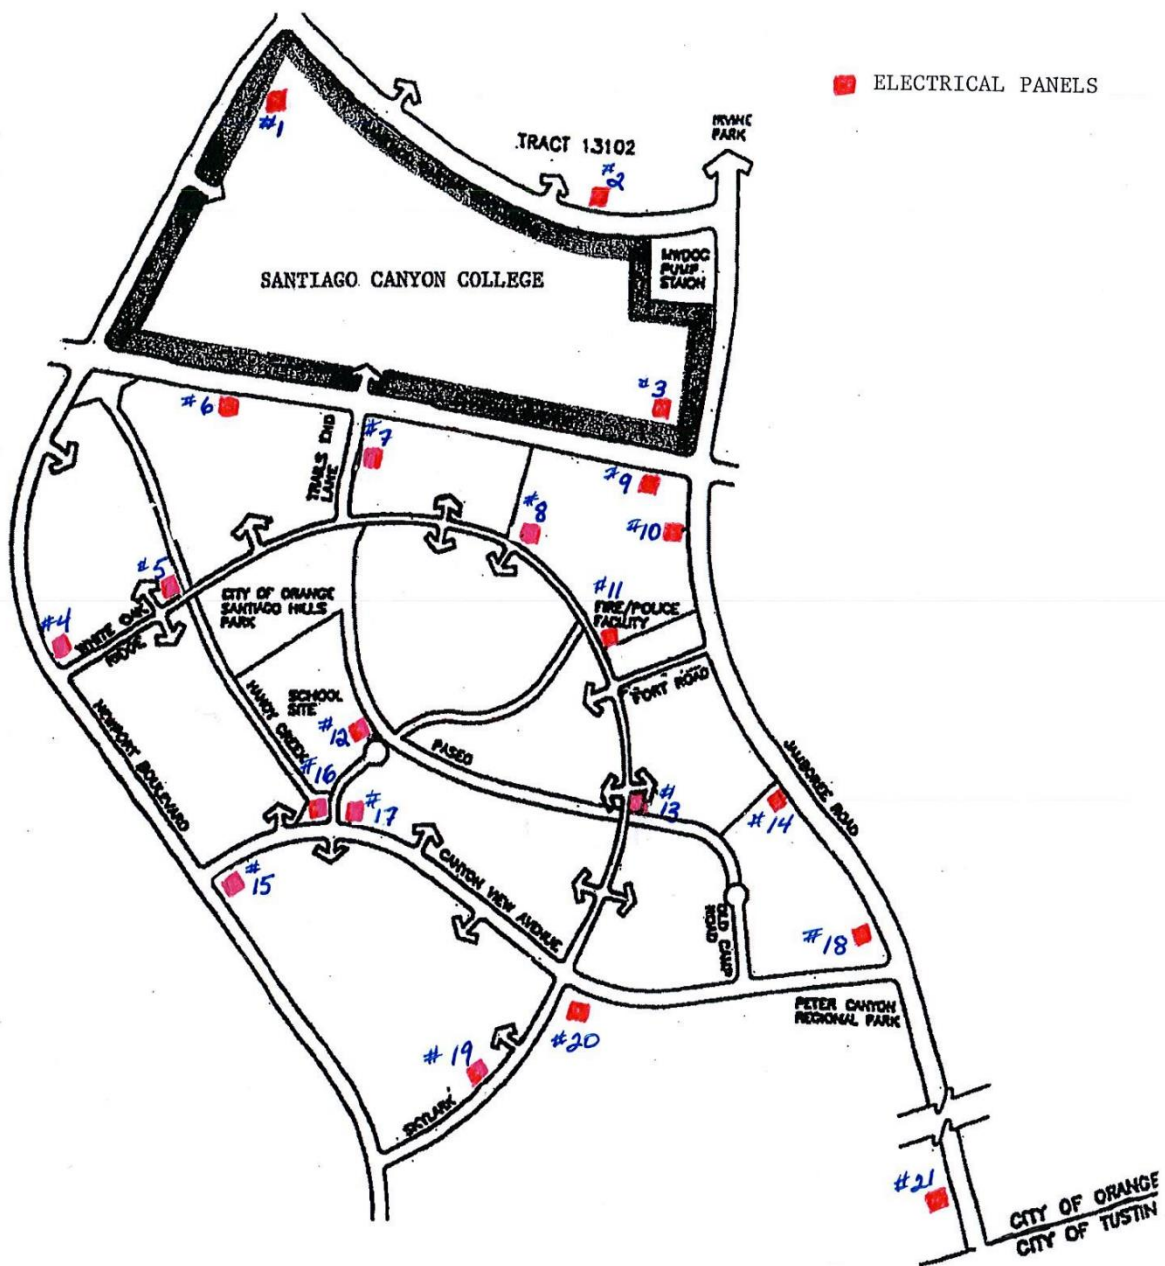 ELECTRICAL PANELS
#1
IRVINE
PARK
TRACT 13102
#2
MWDOC
PUMP
STAION
SANTIAGO CANYON COLLEGE
#3
#6
#7
TRAILS END
LANE
#9
#8
#10
#5
CITY OF ORANGE
SANTIAGO HILLS
PARK
#11
FIRE/POLICE
FACILITY
#4
WHITE OAK
RIDGE
FORT ROAD
HANDY CREEK
SCHOOL
SITE
#12
NEWPORT BOULEVARD
PASEO
JAMBOREE ROAD
#16
#17
#13
#14
#15
CANYON VIEW AVENUE
OLD CAMP
ROAD
#18
PETER CANYON
REGIONAL PARK
#20
#19
SKYLARK
#21
CITY OF ORANGE
CITY OF TUSTIN